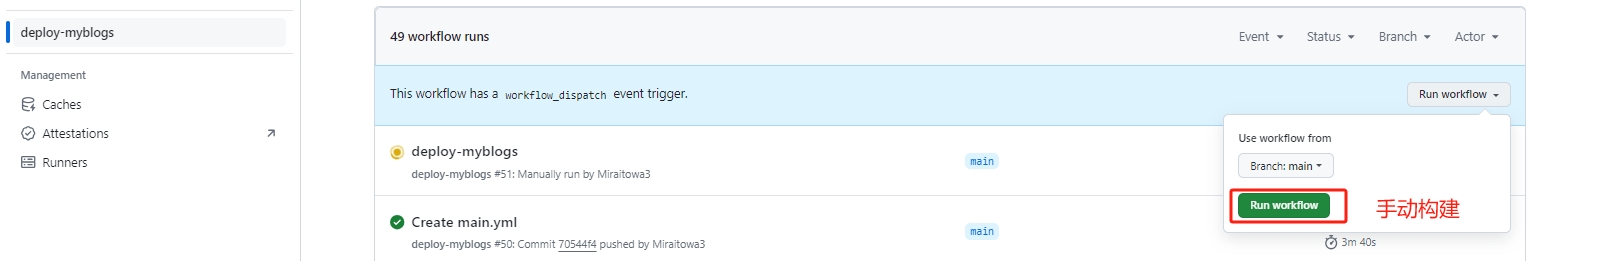 deploy-myblogs
Management
Caches
Attestations
Runners
49 workflow runs
Event
Status
Branch
Actor
This workflow has a workflow_dispatch event trigger.
Run workflow
Use workflow from
Branch: main
Run workflow
手动构建
deploy-myblogs
deploy-myblogs #51: Manually run by Miraitowa3
main
Create main.yml
deploy-myblogs #50: Commit 70544f4 pushed by Miraitowa3
main
3m 40s